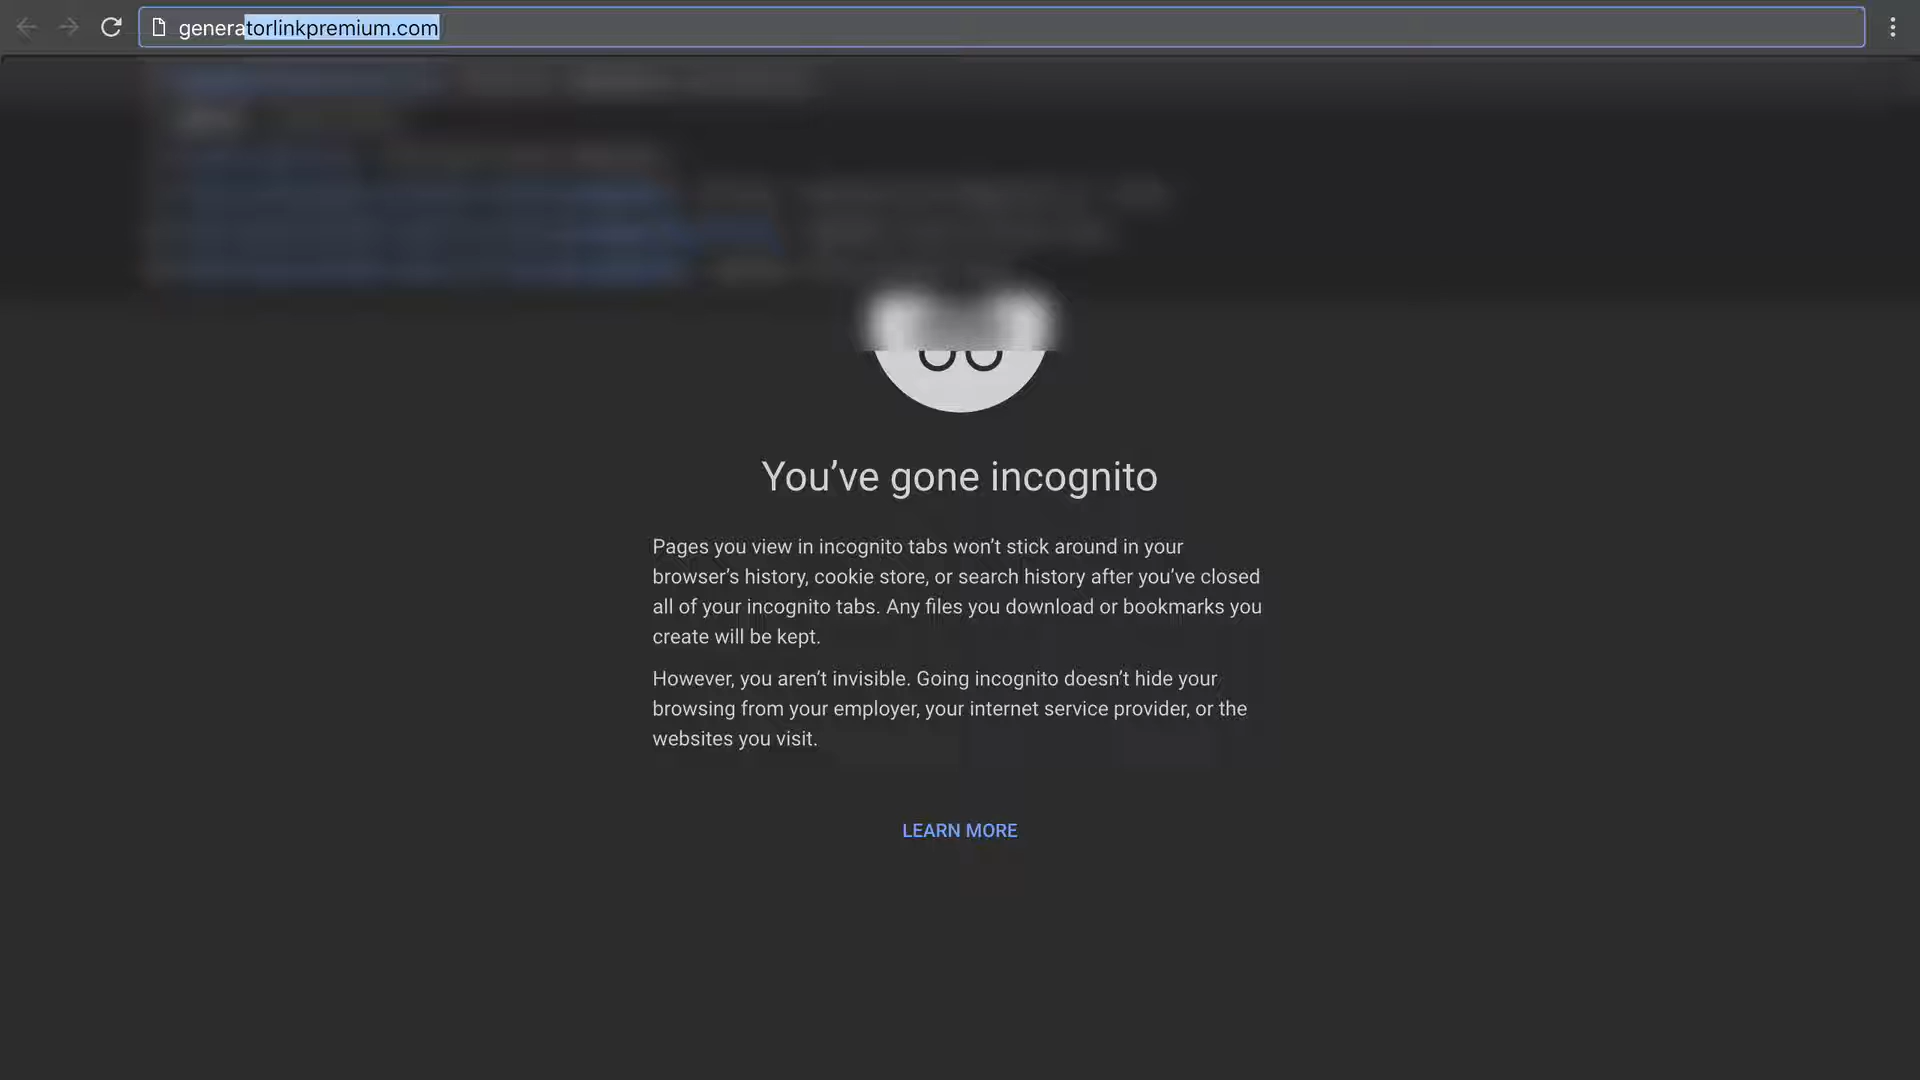 generatorlinkpremium.com
You’ve gone incognito
Pages you view in incognito tabs won’t stick around in your
browser’s history, cookie store, or search history after you’ve closed
all of your incognito tabs. Any files you download or bookmarks you
create will be kept.
However, you aren’t invisible. Going incognito doesn’t hide your
browsing from your employer, your internet service provider, or the
websites you visit.
LEARN MORE